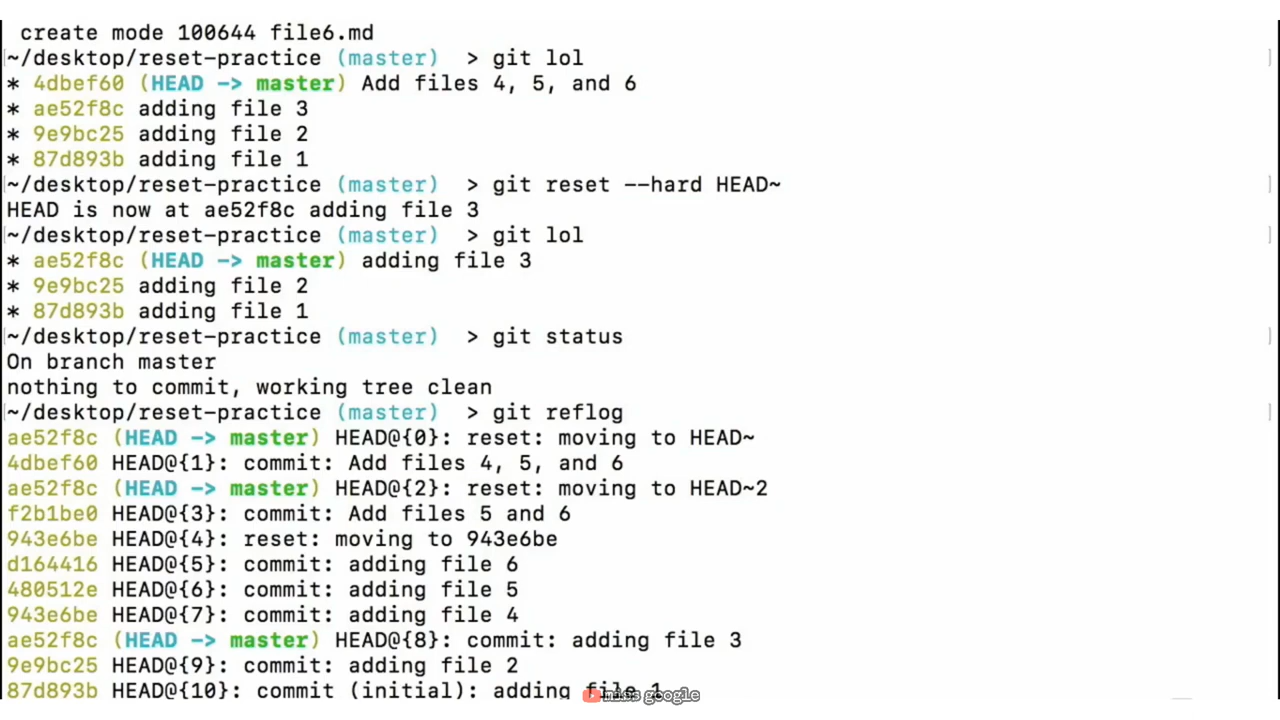 create mode 100644 file6.md
~/desktop/reset-practice (master)  > git lol
* 4dbef60 (HEAD -> master) Add files 4, 5, and 6
* ae52f8c adding file 3
* 9e9bc25 adding file 2
* 87d893b adding file 1
~/desktop/reset-practice (master)  > git reset --hard HEAD~
HEAD is now at ae52f8c adding file 3
~/desktop/reset-practice (master)  > git lol
* ae52f8c (HEAD -> master) adding file 3
* 9e9bc25 adding file 2
* 87d893b adding file 1
~/desktop/reset-practice (master)  > git status
On branch master
nothing to commit, working tree clean
~/desktop/reset-practice (master)  > git reflog
ae52f8c (HEAD -> master) HEAD@{0}: reset: moving to HEAD~
4dbef60 HEAD@{1}: commit: Add files 4, 5, and 6
ae52f8c (HEAD -> master) HEAD@{2}: reset: moving to HEAD~2
f2b1be0 HEAD@{3}: commit: Add files 5 and 6
943e6be HEAD@{4}: reset: moving to 943e6be
d164416 HEAD@{5}: commit: adding file 6
480512e HEAD@{6}: commit: adding file 5
943e6be HEAD@{7}: commit: adding file 4
ae52f8c (HEAD -> master) HEAD@{8}: commit: adding file 3
9e9bc25 HEAD@{9}: commit: adding file 2
87d893b HEAD@{10}: commit (initial): adding file 1
miss google